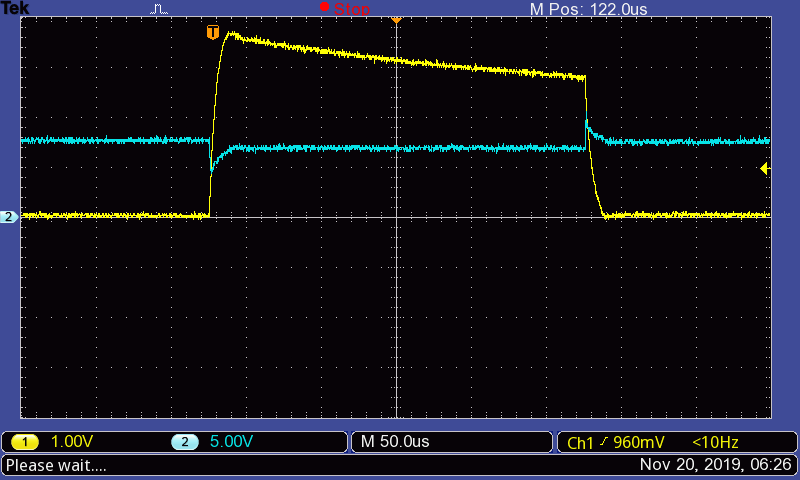 Tek Stop M Pos: 122.0us
T
2
1 1.00V 2 5.00V M 50.0us Ch1 960mV <10Hz
Please wait.... Nov 20, 2019, 06:26